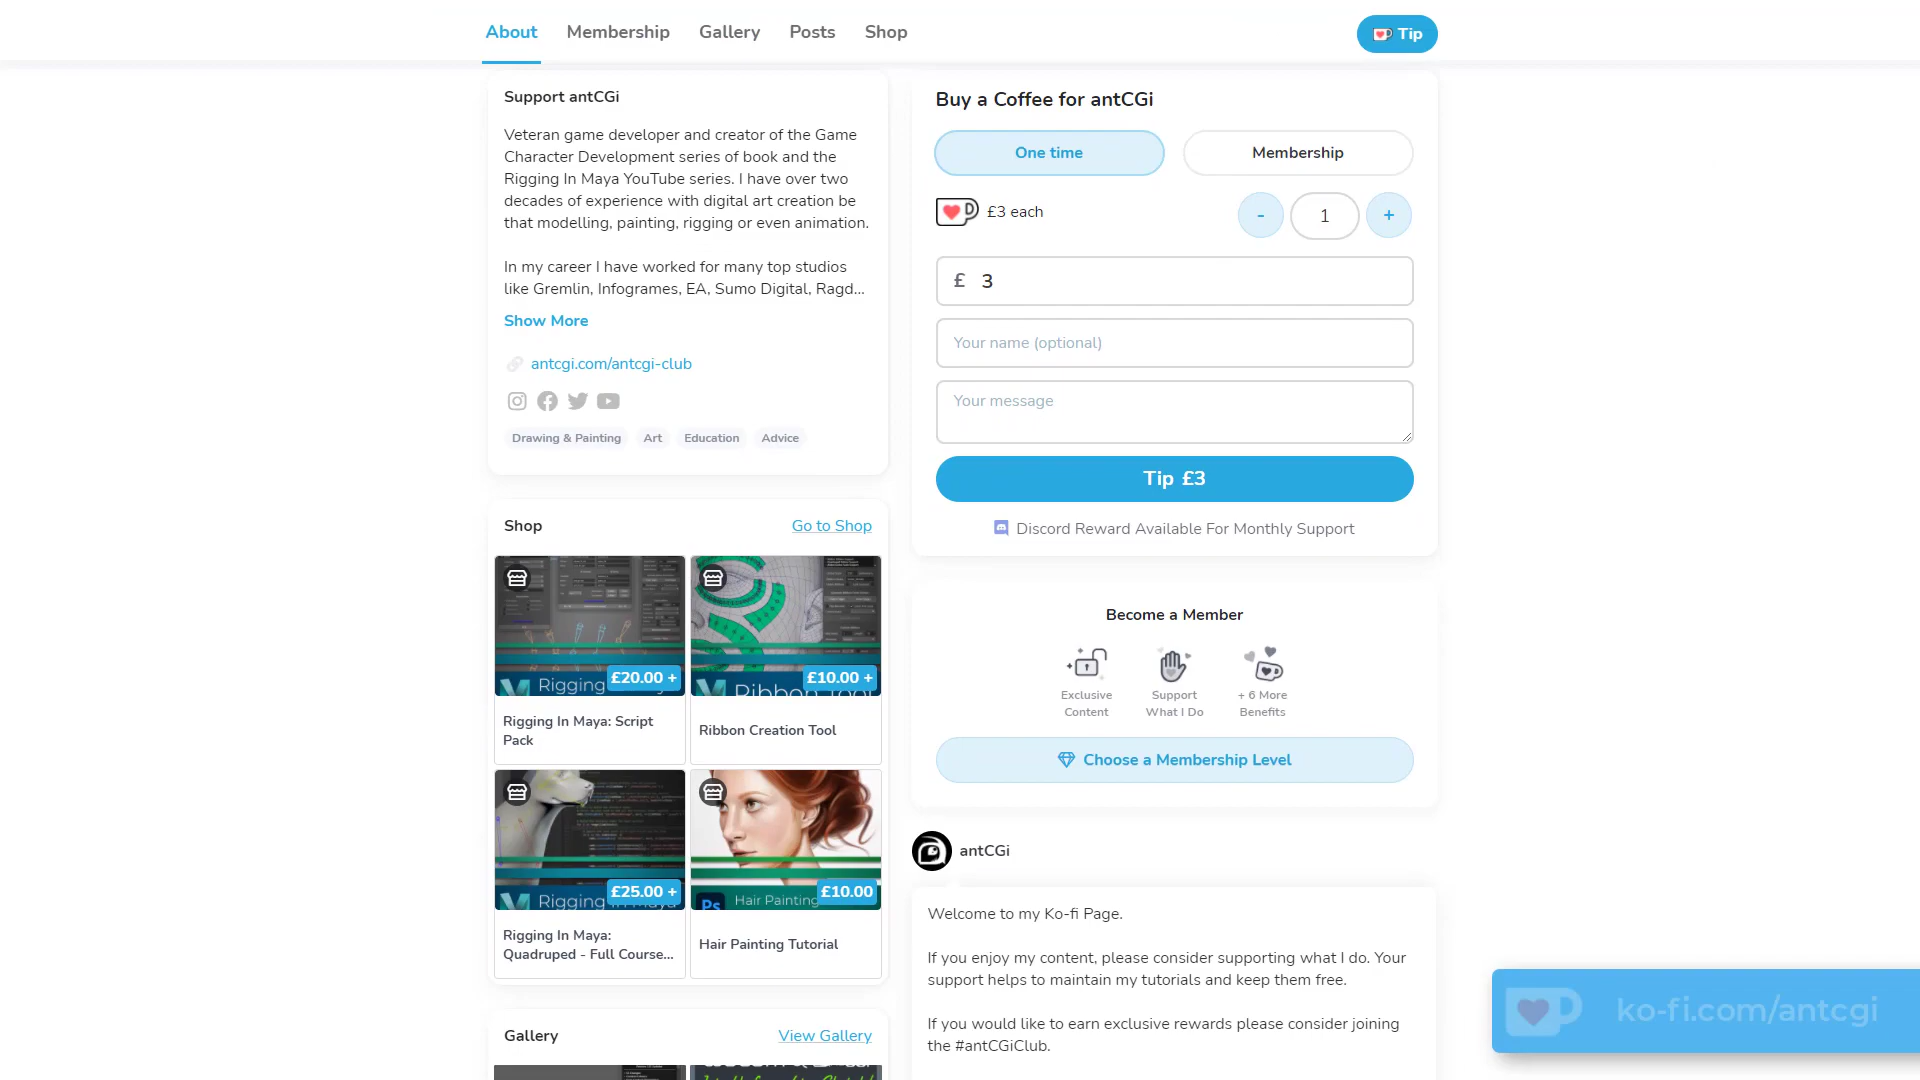 About
Membership
Gallery
Posts
Shop
Tip
Support antCGi
Veteran game developer and creator of the Game
Character Development series of book and the
Rigging In Maya YouTube series. I have over two
decades of experience with digital art creation be
that modelling, painting, rigging or even animation.
In my career I have worked for many top studios
like Gremlin, Infogrames, EA, Sumo Digital, Ragd...
Show More
antcgi.com/antcgi-club
Drawing & Painting
Art
Education
Advice
Shop
Go to Shop
Rigging
£20.00 +
Rigging In Maya: Script
Pack
Ribbon Tool
£10.00 +
Ribbon Creation Tool
Rigging In Maya
£25.00 +
Rigging In Maya:
Quadruped - Full Course...
Ps
Hair Painting
£10.00
Hair Painting Tutorial
Gallery
View Gallery
Buy a Coffee for antCGi
One time
Membership
£3 each
-
1
+
£ 3
Your name (optional)
Your message
Tip £3
Discord Reward Available For Monthly Support
Become a Member
Exclusive
Content
Support
What I Do
+ 6 More
Benefits
Choose a Membership Level
antCGi
Welcome to my Ko-fi Page.
If you enjoy my content, please consider supporting what I do. Your
support helps to maintain my tutorials and keep them free.
If you would like to earn exclusive rewards please consider joining
the #antCGiClub.
ko-fi.com/antcgi